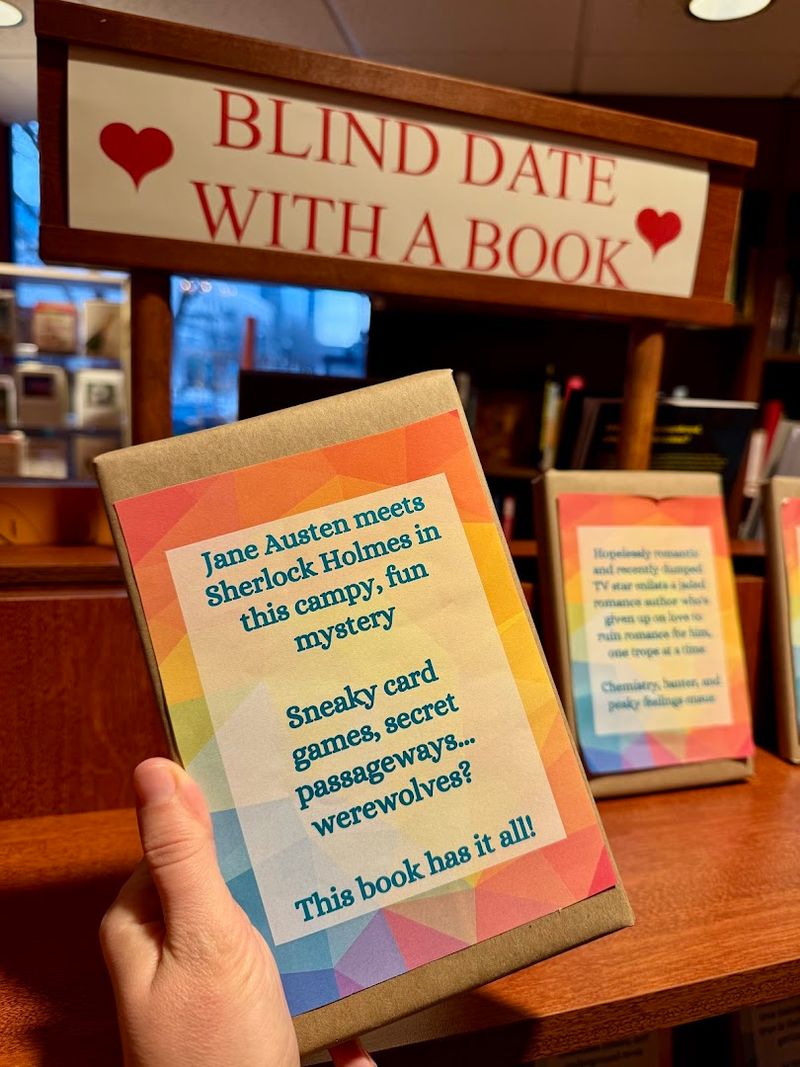 BLIND DATE
WITH A BOOK
Jane Austen meets
Sherlock Holmes in
this campy, fun
mystery
Sneaky card
games, secret
passageways...
werewolves?
This book has it all!
Hopelessly romantic
and recently dumped
TV star enlists a jaded
romance author who's
given up on love to
ruin romance for him,
one trope at a time
Chemistry, banter, and
pesky feelings ensue